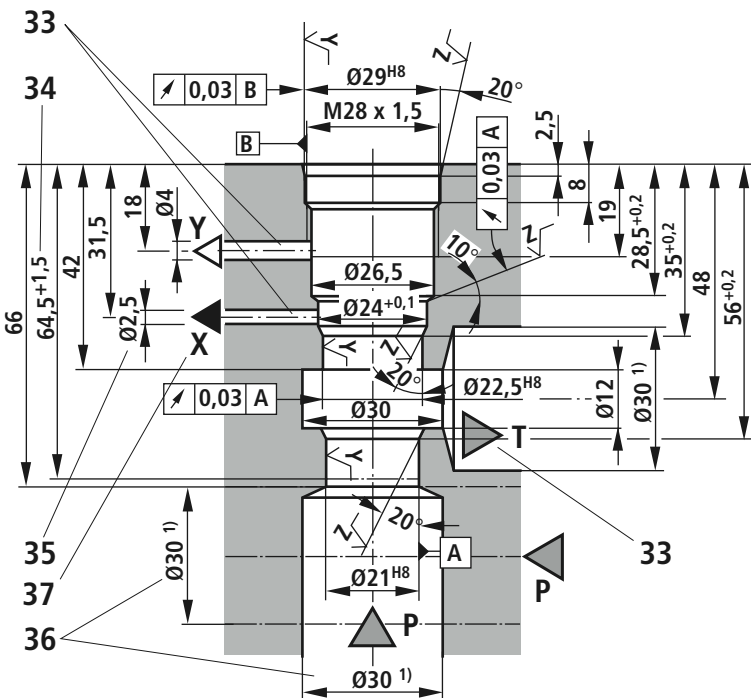 33
34
0,03 B
Ø29H8
M28 x 1,5
B
Y
Z
20°
0,03 A
2,5
8
19
28,5+0,2
35+0,2
48
56+0,2
66
64,5+1,5
42
31,5
18
Ø4
Ø2,5
Y
X
Ø26,5
Ø24+0,1
10°
Z
Y
Z
20°
Ø22,5H8
0,03 A
Ø30
Ø12
Ø30 1)
T
Y
Z
20°
A
Ø21H8
35
37
36
33
Ø30 1)
P
P
Ø30 1)